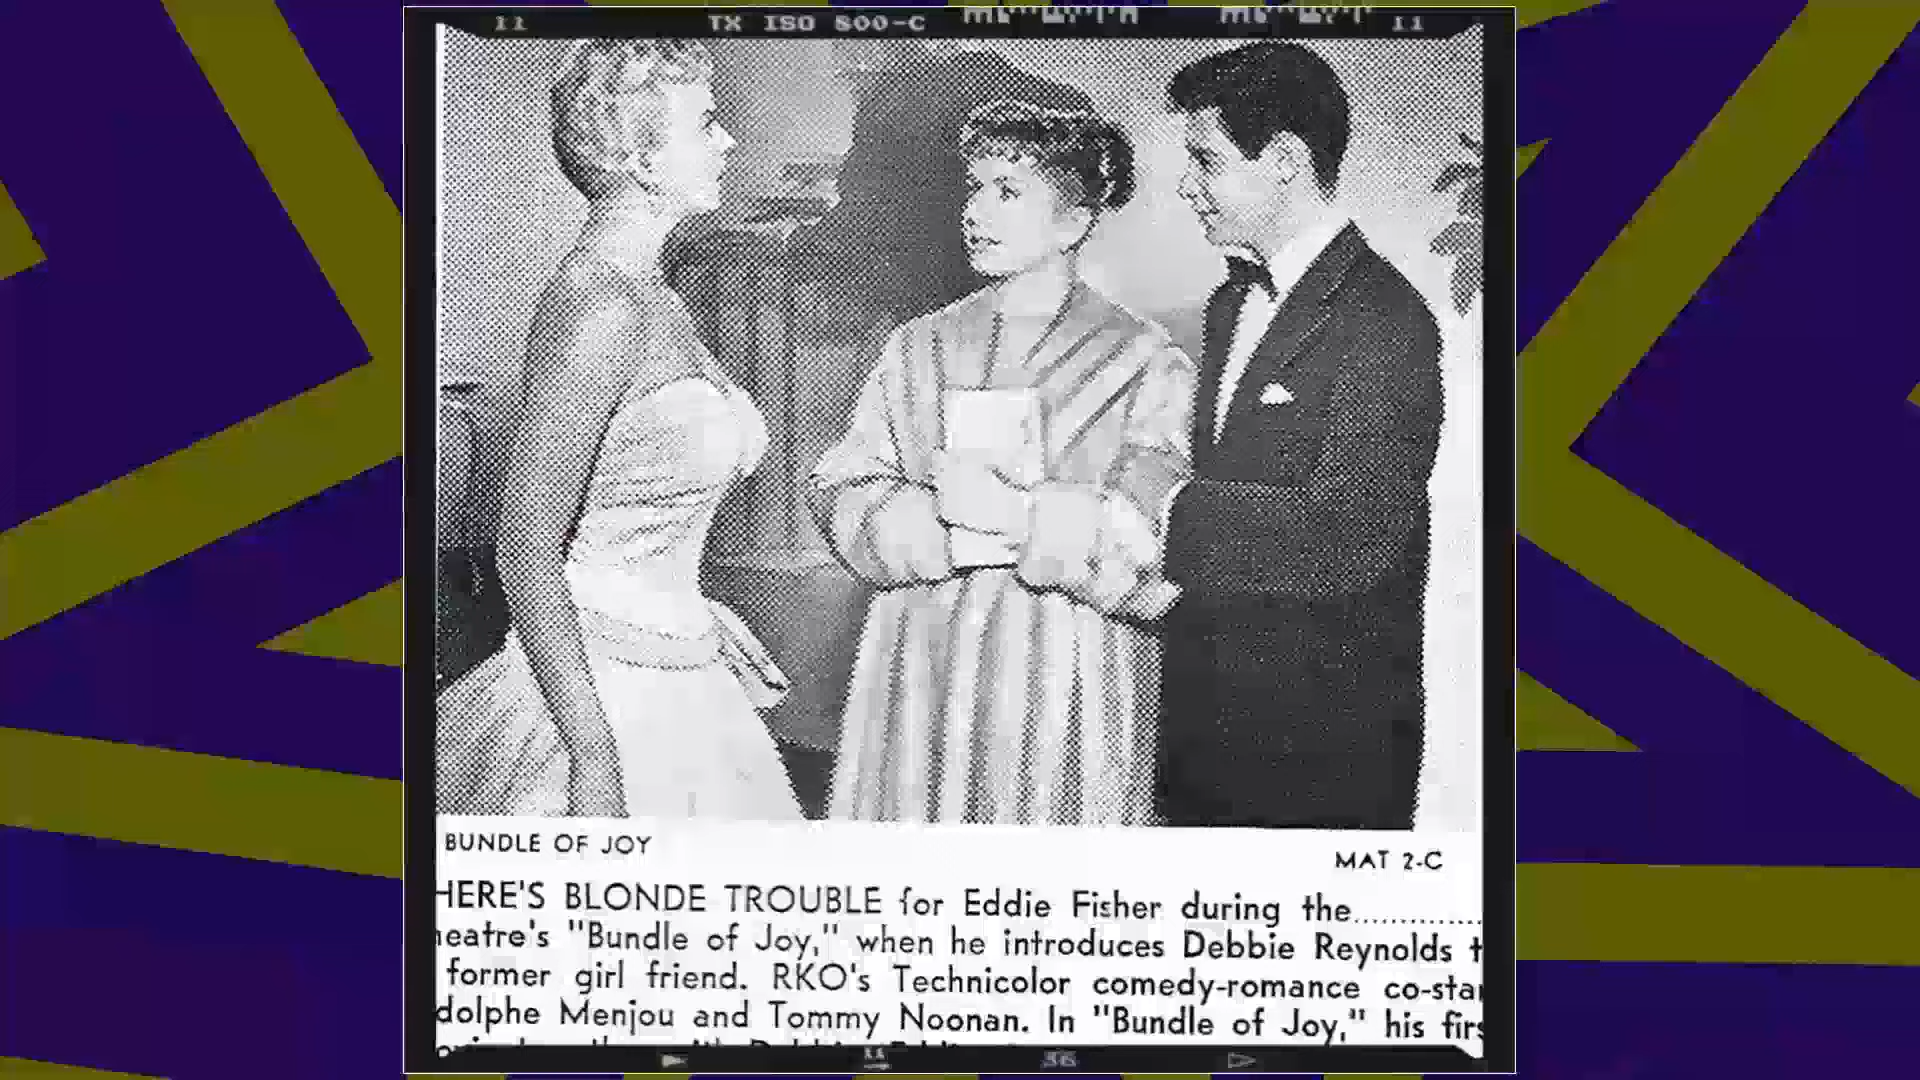 11 TX ISO 800-C 11
BUNDLE OF JOY
MAT 2-C
HERE'S BLONDE TROUBLE for Eddie Fisher during the..............
eatre's "Bundle of Joy," when he introduces Debbie Reynolds t
former girl friend. RKO's Technicolor comedy-romance co-star
dolphe Menjou and Tommy Noonan. In "Bundle of Joy," his firs
11 36